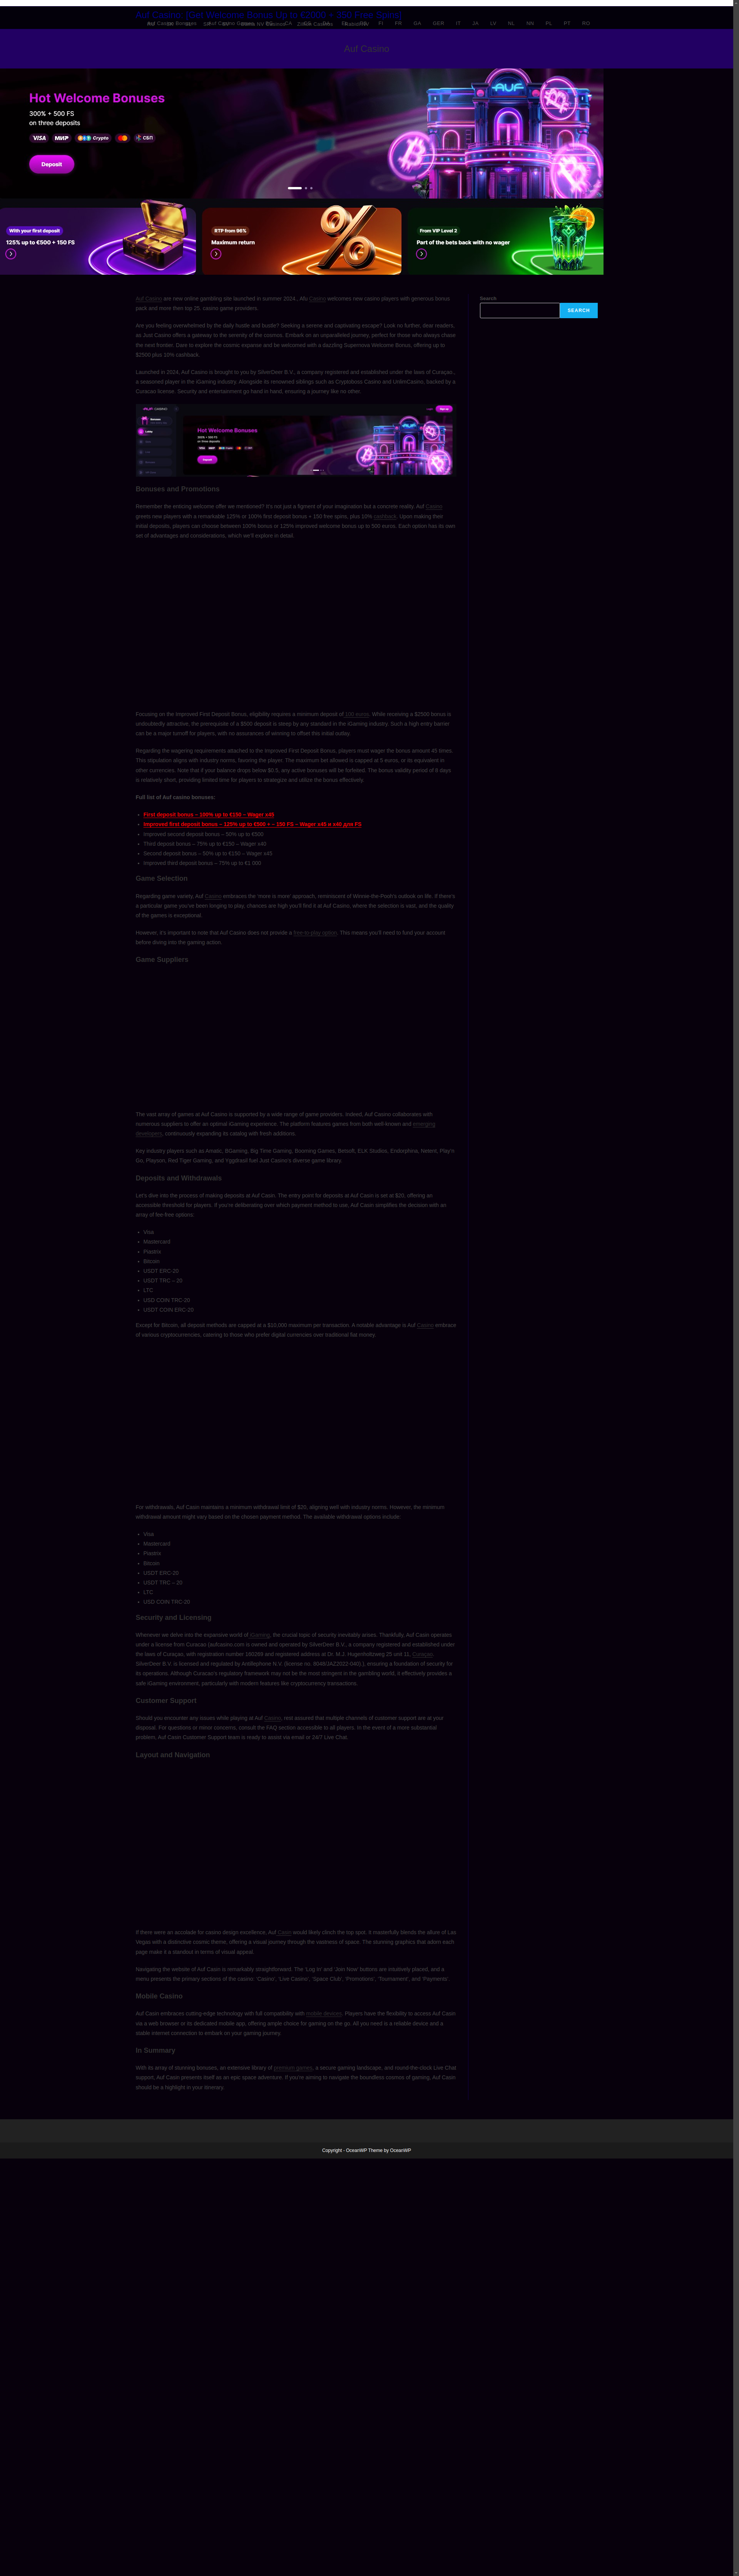 Auf Casino
AUF
Hot Welcome Bonuses
300% + 500 FS
on three deposits
VISA МИР Crypto СБП
Deposit
With your first deposit
125% up to €500 + 150 FS
RTP from 96%
Maximum return
From VIP Level 2
Part of the bets back with no wager
Search
SEARCH
Auf Casino are new online gambling site launched in summer 2024., Afu Casino welcomes new casino players with generous bonus
pack and more then top 25. casino game providers.
Are you feeling overwhelmed by the daily hustle and bustle? Seeking a serene and captivating escape? Look no further, dear readers,
as Just Casino offers a gateway to the serenity of the cosmos. Embark on an unparalleled journey, perfect for those who always chase
the next frontier. Dare to explore the cosmic expanse and be welcomed with a dazzling Supernova Welcome Bonus, offering up to
$2500 plus 10% cashback.
Launched in 2024, Auf Casino is brought to you by SilverDeer B.V., a company registered and established under the laws of Curaçao.,
a seasoned player in the iGaming industry. Alongside its renowned siblings such as CryptoBoss Casino and UnlimCasino, backed by a
Curacao license. Security and entertainment go hand in hand, ensuring a journey like no other.
Hot Welcome Bonuses
Bonuses and Promotions
Remember the enticing welcome offer we mentioned? It's not just a figment of your imagination but a concrete reality. Auf Casino
greets new players with a remarkable 125% or 100% first deposit bonus + 150 free spins, plus 10% cashback. Upon making their
initial deposits, players can choose between 100% bonus or 125% improved welcome bonus up to 500 euros. Each option has its own
set of advantages and considerations, which we'll explore in detail.
Focusing on the Improved First Deposit Bonus, eligibility requires a minimum deposit of 100 euros. While receiving a $2500 bonus is
undoubtedly attractive, the prerequisite of a $500 deposit is steep by any standard in the iGaming industry. Such a high entry barrier
can be a major turnoff for players, with no assurances of winning to offset this initial outlay.
Regarding the wagering requirements attached to the Improved First Deposit Bonus, players must wager the bonus amount 45 times.
This stipulation aligns with industry norms, favoring the player. The maximum bet allowed is capped at 5 euros, or its equivalent in
other currencies. Note that if your balance drops below $0.5, any active bonuses will be forfeited. The bonus validity period of 9 days
is relatively short, providing limited time for players to strategize and utilize the bonus effectively.
Full list of Auf casino bonuses:
First deposit bonus – 100% up to €150 – Wager x45
Improved first deposit bonus – 125% up to €500 + – 150 FS – Wager x45 и x40 для FS
Improved second deposit bonus – 50% up to €500
Third deposit bonus – 75% up to €150 – Wager x40
Second deposit bonus – 50% up to €150 – Wager x45
Improved third deposit bonus – 75% up to €1 000
Game Selection
Regarding game variety, Auf Casino embraces the 'more is more' approach, reminiscent of Winnie-the-Pooh's outlook on life. If there's
a particular game you've been longing to play, chances are high you'll find it at Auf Casino, where the selection is vast, and the quality
of the games is exceptional.
However, it's important to note that Auf Casino does not provide a free-to-play option. This means you'll need to fund your account
before diving into the gaming action.
Game Suppliers
The vast array of games at Auf Casino is supported by a wide range of game providers. Indeed, Auf Casino collaborates with
numerous suppliers to offer an optimal iGaming experience. The platform features games from both well-known and emerging
developers, continuously expanding its catalog with fresh additions.
Key industry players such as Amatic, BGaming, Big Time Gaming, Booming Games, Betsoft, ELK Studios, Endorphina, Netent, Play'n
Go, Playson, Red Tiger Gaming, and Yggdrasil fuel Just Casino's diverse game library.
Deposits and Withdrawals
Let's dive into the process of making deposits at Auf Casin. The entry point for deposits at Auf Casin is set at $20, offering an
accessible threshold for players. If you're deliberating over which payment method to use, Auf Casin simplifies the decision with an
array of fee-free options:
Visa
Mastercard
Piastrix
Bitcoin
USDT ERC-20
USDT TRC – 20
LTC
USD COIN TRC-20
USDT COIN ERC-20
Except for Bitcoin, all deposit methods are capped at a $10,000 maximum per transaction. A notable advantage is Auf Casino embrace
of various cryptocurrencies, catering to those who prefer digital currencies over traditional fiat money.
For withdrawals, Auf Casin maintains a minimum withdrawal limit of $20, aligning well with industry norms. However, the minimum
withdrawal amount might vary based on the chosen payment method. The available withdrawal options include:
Visa
Mastercard
Piastrix
Bitcoin
USDT ERC-20
USDT TRC – 20
LTC
USD COIN TRC-20
Security and Licensing
Whenever we delve into the expansive world of iGaming, the crucial topic of security inevitably arises. Thankfully, Auf Casin operates
under a license from Curacao (aufcasino.com is owned and operated by SilverDeer B.V., a company registered and established under
the laws of Curaçao, with registration number 160269 and registered address at Dr. M.J. Hugenholtzweg 25 unit 11, Curaçao.
SilverDeer B.V. is licensed and regulated by Antillephone N.V. (license no. 8048/JAZ2022-040).), ensuring a foundation of security for
its operations. Although Curacao's regulatory framework may not be the most stringent in the gambling world, it effectively provides a
safe iGaming environment, particularly with modern features like cryptocurrency transactions.
Customer Support
Should you encounter any issues while playing at Auf Casino, rest assured that multiple channels of customer support are at your
disposal. For questions or minor concerns, consult the FAQ section accessible to all players. In the event of a more substantial
problem, Auf Casin Customer Support team is ready to assist via email or 24/7 Live Chat.
Layout and Navigation
If there were an accolade for casino design excellence, Auf Casin would likely clinch the top spot. It masterfully blends the allure of Las
Vegas with a distinctive cosmic theme, offering a visual journey through the vastness of space. The stunning graphics that adorn each
page make it a standout in terms of visual appeal.
Navigating the website of Auf Casin is remarkably straightforward. The 'Log In' and 'Join Now' buttons are intuitively placed, and a
menu presents the primary sections of the casino: 'Casino', 'Live Casino', 'Space Club', 'Promotions', 'Tournament', and 'Payments'.
Mobile Casino
Auf Casin embraces cutting-edge technology with full compatibility with mobile devices. Players have the flexibility to access Auf Casin
via a web browser or its dedicated mobile app, offering ample choice for gaming on the go. All you need is a reliable device and a
stable internet connection to embark on your gaming journey.
In Summary
With its array of stunning bonuses, an extensive library of premium games, a secure gaming landscape, and round-the-clock Live Chat
support, Auf Casin presents itself as an epic space adventure. If you're aiming to navigate the boundless cosmos of gaming, Auf Casin
should be a highlight in your itinerary.
Copyright - OceanWP Theme by OceanWP